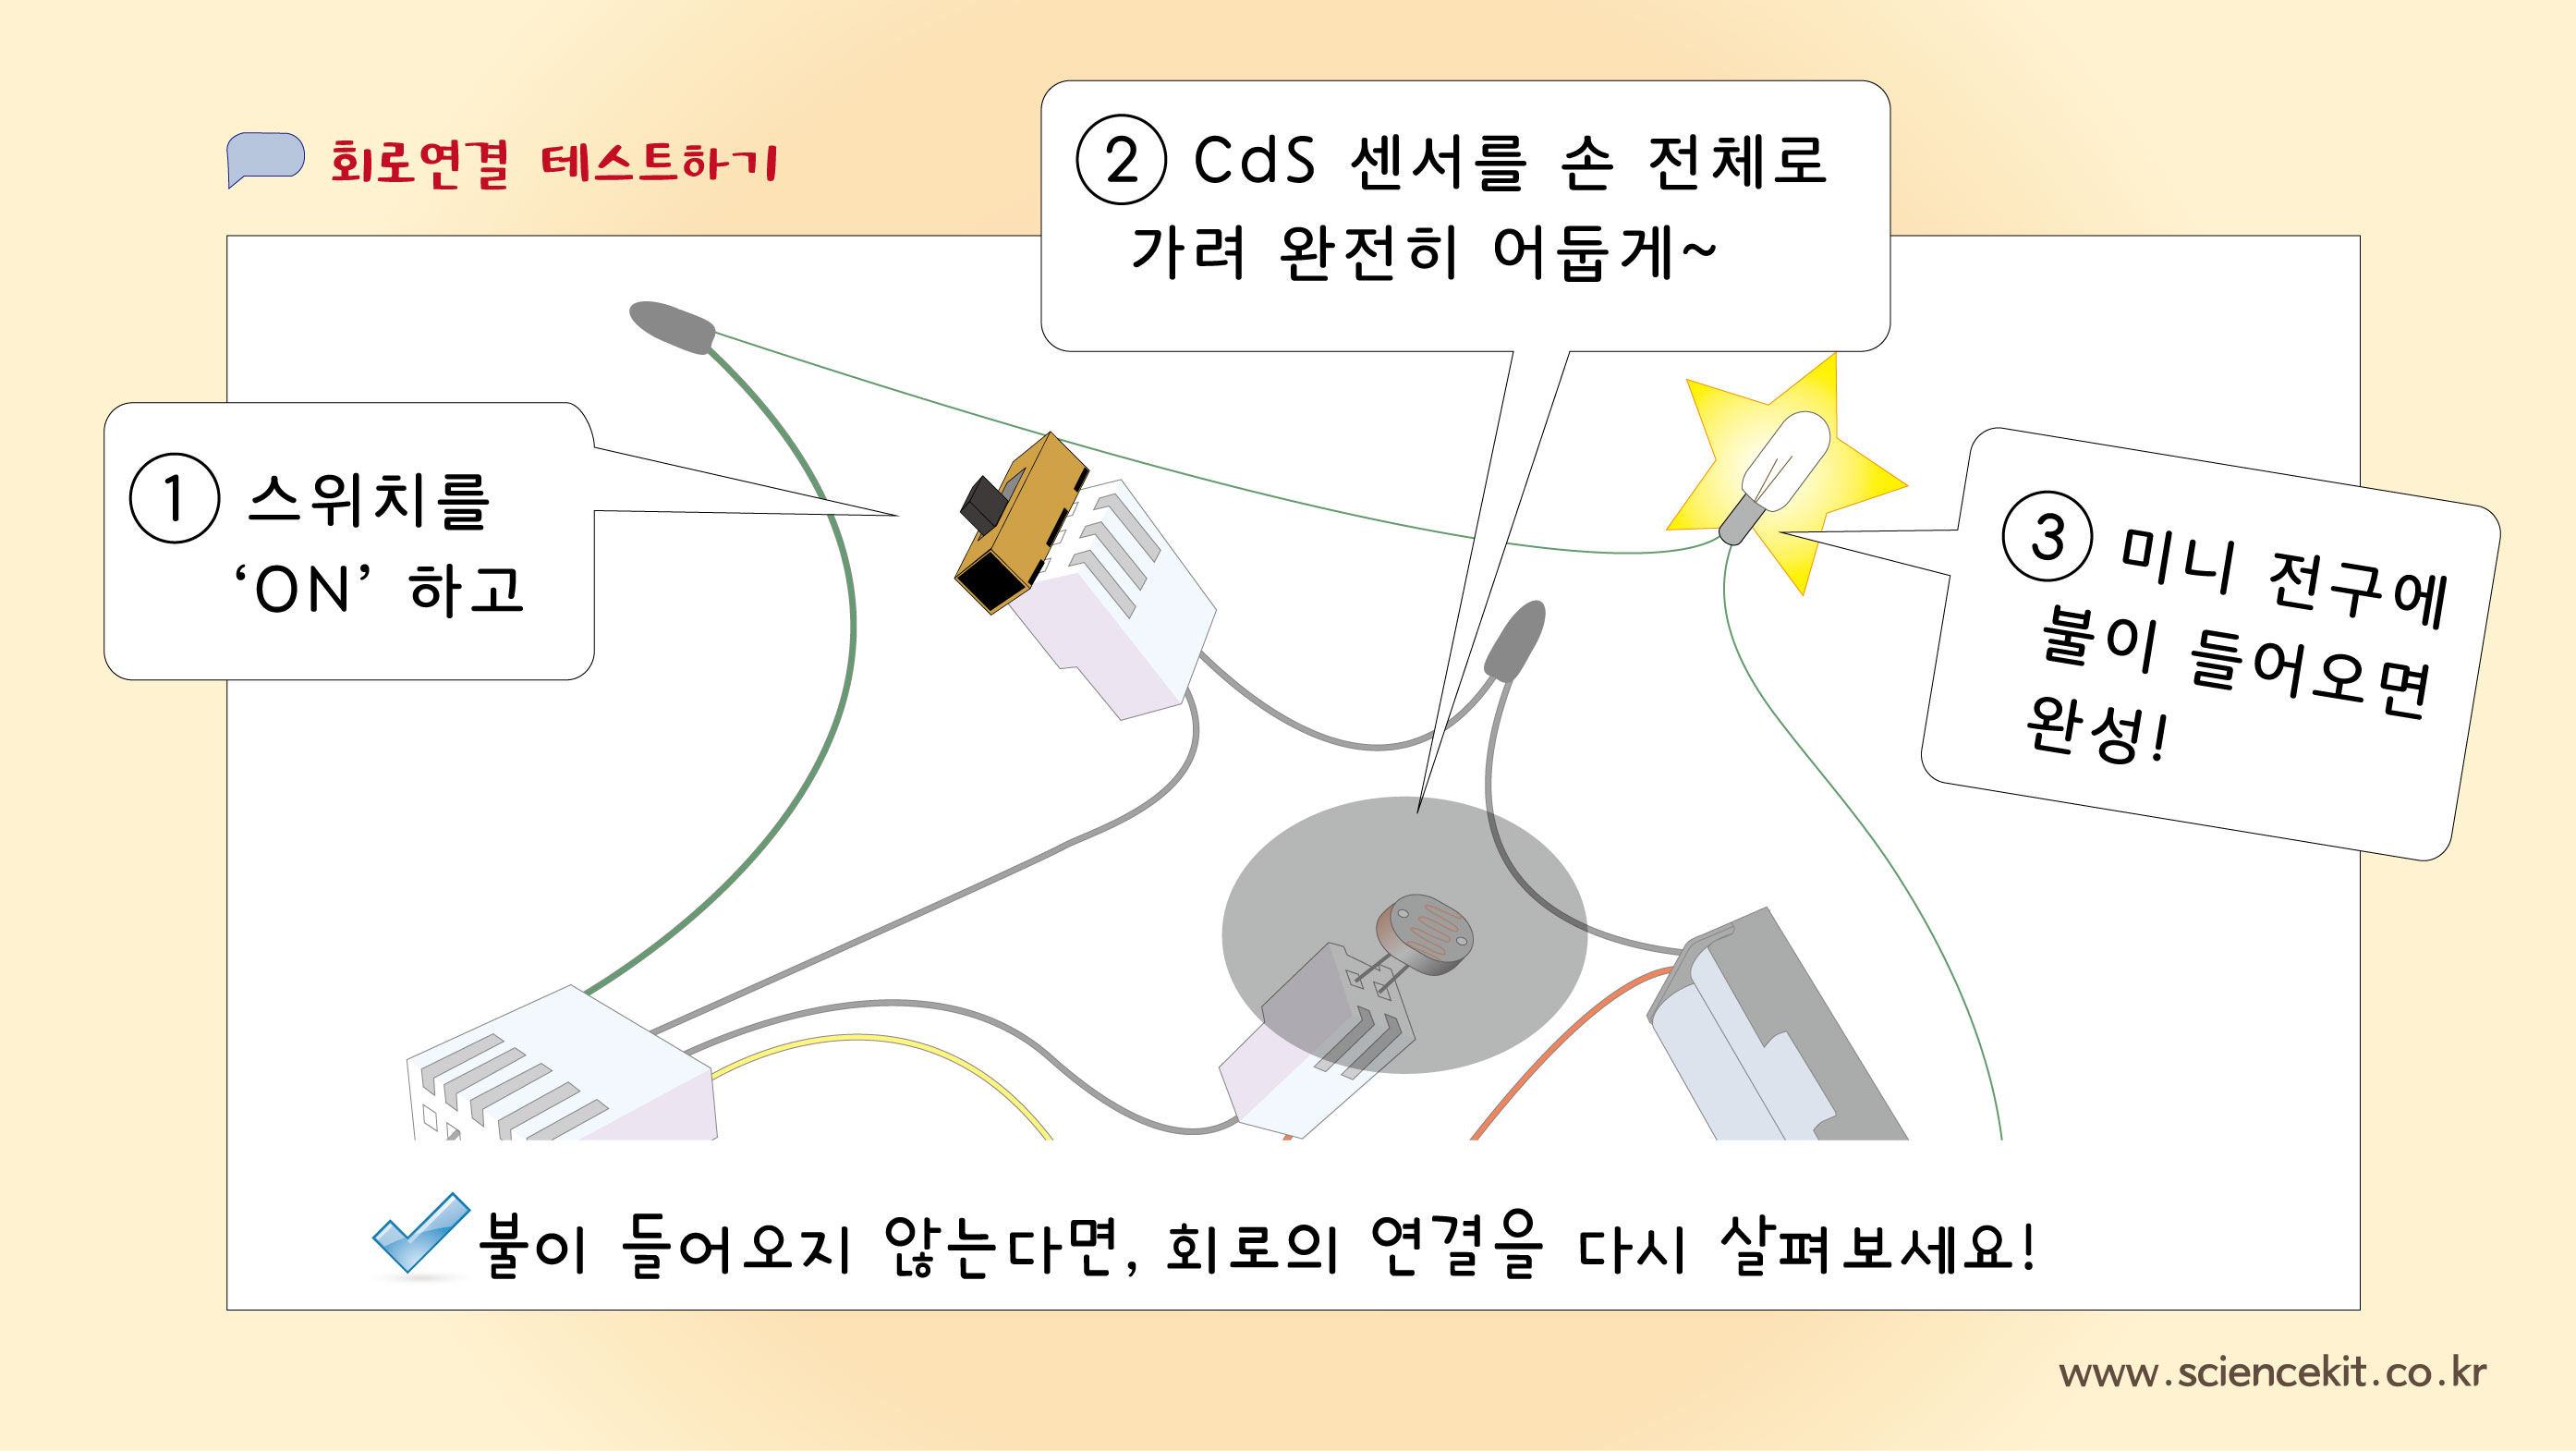 회로연결 테스트하기
① 스위치를
‘ON’ 하고
② CdS 센서를 손 전체로
가려 완전히 어둡게~
③ 미니 전구에
불이 들어오면
완성!
불이 들어오지 않는다면, 회로의 연결을 다시 살펴보세요!
www.sciencekit.co.kr